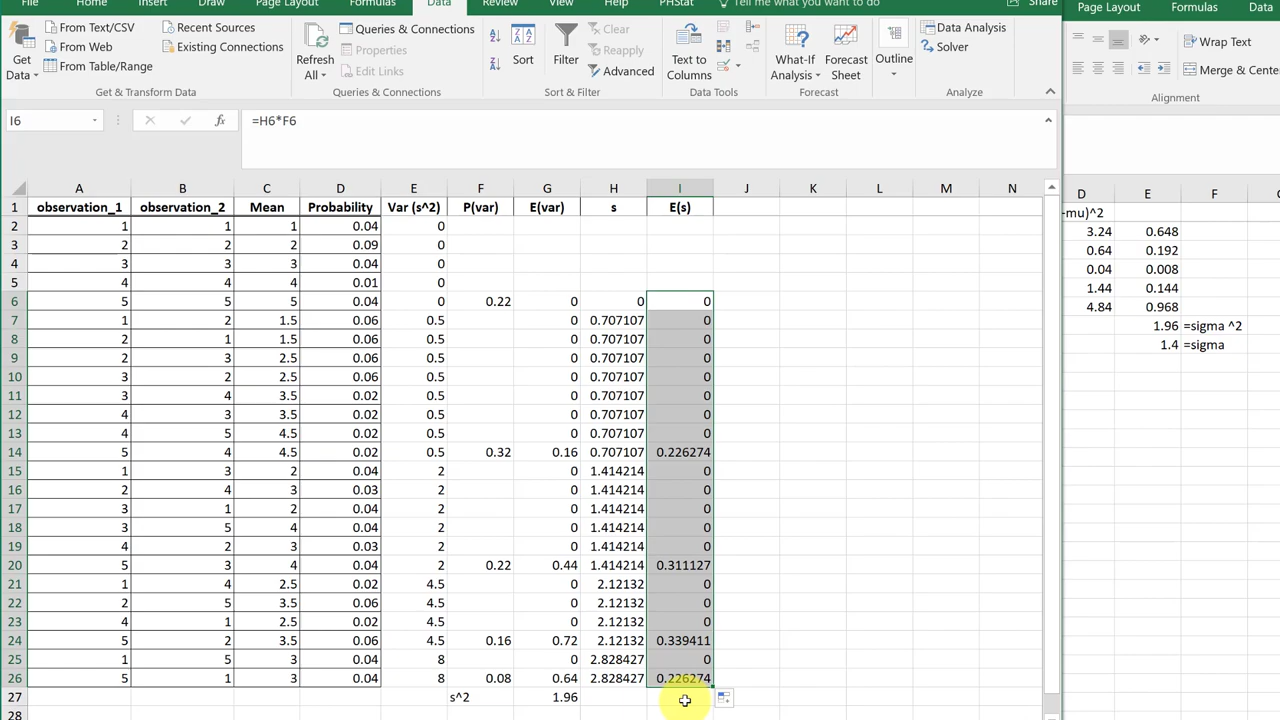 File Home Insert Draw Page Layout Formulas Data Review View Help PHStat Tell me what you want to do Share Page Layout Formulas Data
From Text/CSV Recent Sources Queries & Connections Clear Data Analysis Wrap Text
From Web Existing Connections Properties Reapply Solver
From Table/Range Edit Links Advanced Merge & Cente
Get Data Refresh All Sort Filter Text to Columns What-If Analysis Forecast Sheet Outline
Get & Transform Data Queries & Connections Sort & Filter Data Tools Forecast Analyze Alignment
I6 fx =H6*F6
A B C D E F G H I J K L M N D E F G
1 observation_1 observation_2 Mean Probability Var (s^2) P(var) E(var) s E(s) -mu)^2
2 1 1 1 0.04 0 3.24 0.648
3 2 2 2 0.09 0 0.64 0.192
4 3 3 3 0.04 0 0.04 0.008
5 4 4 4 0.01 0 1.44 0.144
6 5 5 5 0.04 0 0.22 0 0 0 4.84 0.968
7 1 2 1.5 0.06 0.5 0 0.707107 0 1.96 =sigma ^2
8 2 1 1.5 0.06 0.5 0 0.707107 0 1.4 =sigma
9 2 3 2.5 0.06 0.5 0 0.707107 0
10 3 2 2.5 0.06 0.5 0 0.707107 0
11 3 4 3.5 0.02 0.5 0 0.707107 0
12 4 3 3.5 0.02 0.5 0 0.707107 0
13 4 5 4.5 0.02 0.5 0 0.707107 0
14 5 4 4.5 0.02 0.5 0.32 0.16 0.707107 0.226274
15 1 3 2 0.04 2 0 1.414214 0
16 2 4 3 0.03 2 0 1.414214 0
17 3 1 2 0.04 2 0 1.414214 0
18 3 5 4 0.04 2 0 1.414214 0
19 4 2 3 0.03 2 0 1.414214 0
20 5 3 4 0.04 2 0.22 0.44 1.414214 0.311127
21 1 4 2.5 0.02 4.5 0 2.12132 0
22 2 5 3.5 0.06 4.5 0 2.12132 0
23 4 1 2.5 0.02 4.5 0 2.12132 0
24 5 2 3.5 0.06 4.5 0.16 0.72 2.12132 0.339411
25 1 5 3 0.04 8 0 2.828427 0
26 5 1 3 0.04 8 0.08 0.64 2.828427 0.226274
27 s^2 1.96
28